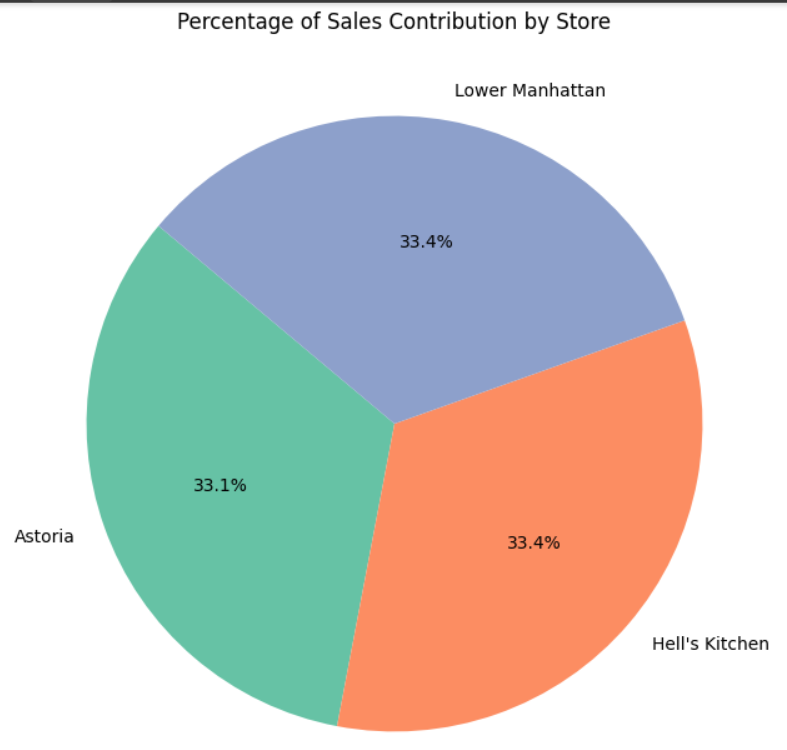 Percentage of Sales Contribution by Store
Lower Manhattan
33.4%
33.1%
Astoria
33.4%
Hell's Kitchen